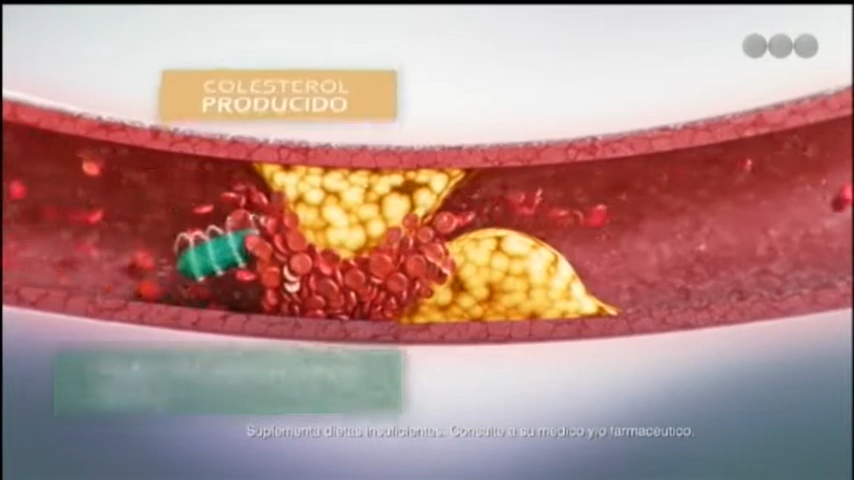 COLESTEROL
PRODUCIDO
Suplementa dietas insuficientes. Consulte a su médico y/o farmacéutico.